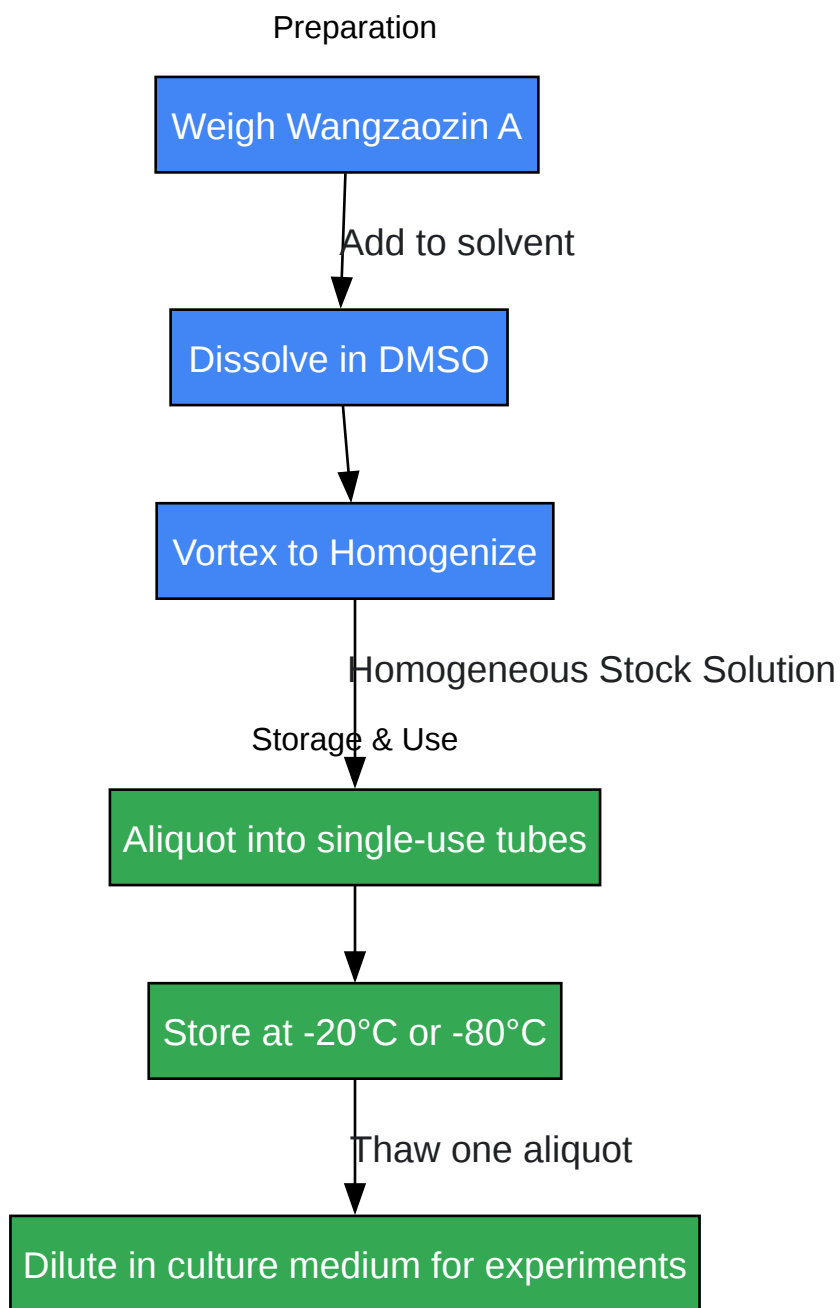 Preparation
Weigh Wangzaozin A
Add to solvent
Dissolve in DMSO
Vortex to Homogenize
Homogeneous Stock Solution
Storage & Use
Aliquot into single-use tubes
Store at -20°C or -80°C
Thaw one aliquot
Dilute in culture medium for experiments